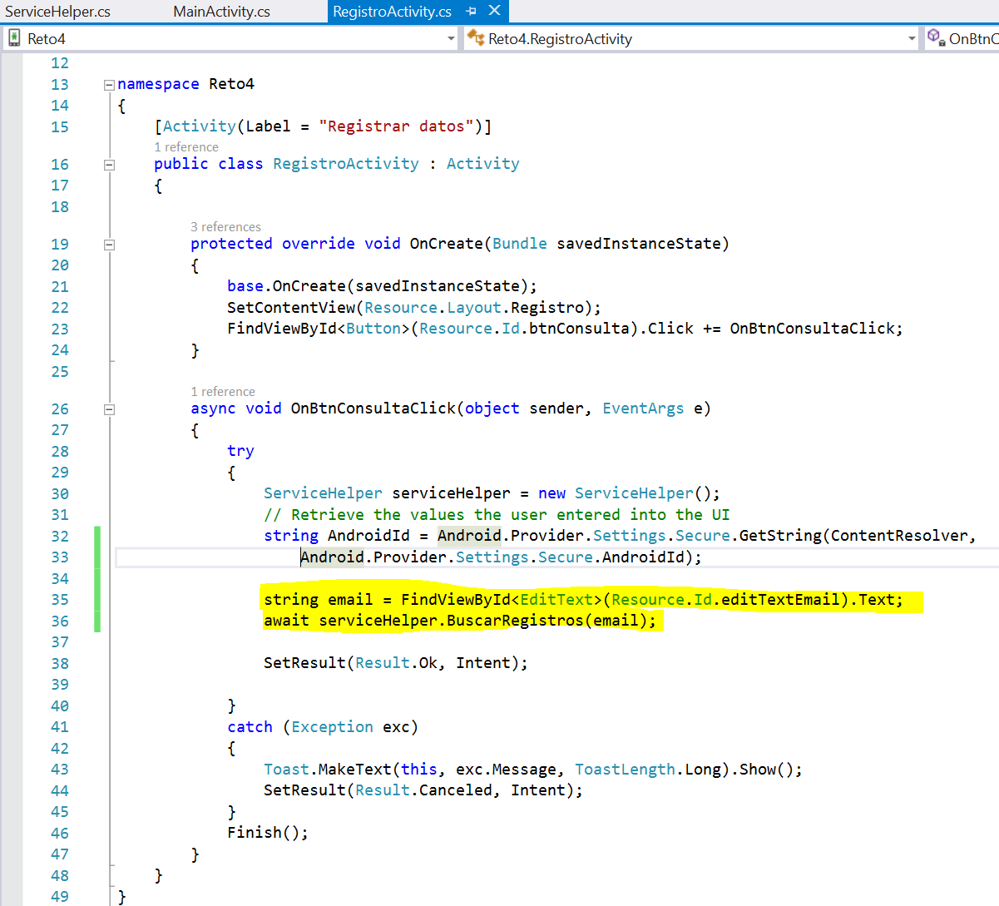 ServiceHelper.cs MainActivity.cs RegistroActivity.cs
Reto4 Reto4.RegistroActivity OnBtnC
12
13 namespace Reto4
14 {
15 [Activity(Label = "Registrar datos")]
1 reference
16 public class RegistroActivity : Activity
17 {
18
3 references
19 protected override void OnCreate(Bundle savedInstanceState)
20 {
21 base.OnCreate(savedInstanceState);
22 SetContentView(Resource.Layout.Registro);
23 FindViewById<Button>(Resource.Id.btnConsulta).Click += OnBtnConsultaClick;
24 }
25
1 reference
26 async void OnBtnConsultaClick(object sender, EventArgs e)
27 {
28 try
29 {
30 ServiceHelper serviceHelper = new ServiceHelper();
31 // Retrieve the values the user entered into the UI
32 string AndroidId = Android.Provider.Settings.Secure.GetString(ContentResolver,
33 Android.Provider.Settings.Secure.AndroidId);
34
35 string email = FindViewById<EditText>(Resource.Id.editTextEmail).Text;
36 await serviceHelper.BuscarRegistros(email);
37
38 SetResult(Result.Ok, Intent);
39
40 }
41 catch (Exception exc)
42 {
43 Toast.MakeText(this, exc.Message, ToastLength.Long).Show();
44 SetResult(Result.Canceled, Intent);
45 }
46 Finish();
47 }
48 }
49 }